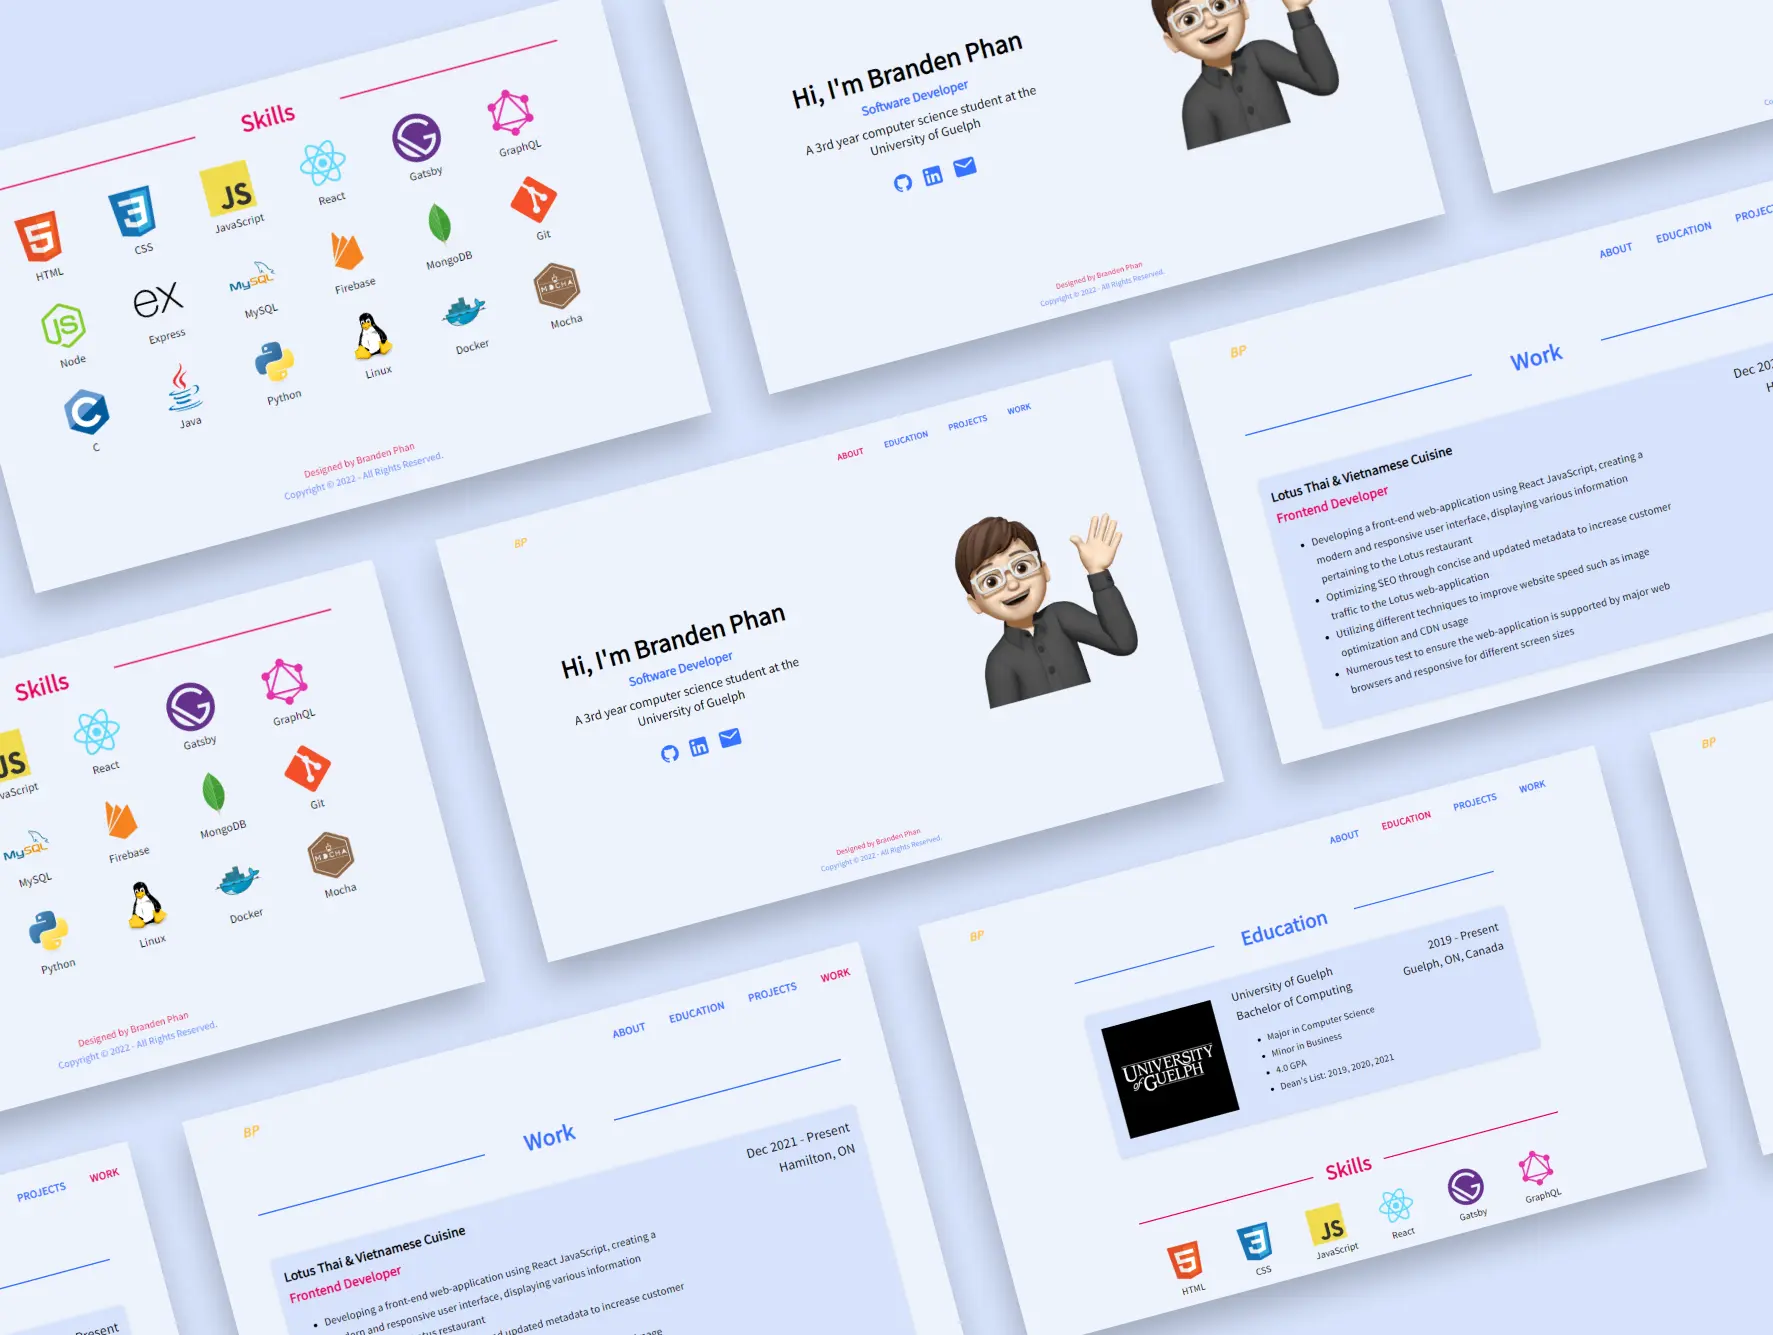 Skills
HTML
CSS
JS
JavaScript
React
Gatsby
GraphQL
Node
ex
Express
MySQL
MySQL
Firebase
MongoDB
Git
C
Java
Python
Linux
Docker
MOCHA
Mocha
Designed by Branden Phan
Copyright © 2022 - All Rights Reserved.
Hi, I'm Branden Phan
Software Developer
A 3rd year computer science student at the
University of Guelph
in
Designed by Branden Phan
Copyright © 2022 - All Rights Reserved.
ABOUT EDUCATION
BP
Work
Lotus Thai & Vietnamese Cuisine
Frontend Developer
• Developing a front-end web-application using React JavaScript, creating a
modern and responsive user interface, displaying various information
pertaining to the Lotus restaurant
• Optimizing SEO through concise and updated metadata to increase customer
traffic to the Lotus web-application
• Utilizing different techniques to improve website speed such as image
optimization and CDN usage
• Numerous test to ensure the web-application is supported by major web
browsers and responsive for different screen sizes
Skills
JS
React
Gatsby
GraphQL
MySQL
MySQL
Firebase
MongoDB
Git
Python
Linux
Docker
MOCHA
Mocha
Designed by Branden Phan
Copyright © 2022 - All Rights Reserved.
BP
ABOUT EDUCATION PROJECTS WORK
Hi, I'm Branden Phan
Software Developer
A 3rd year computer science student at the
University of Guelph
in
Designed by Branden Phan
Copyright © 2022 - All Rights Reserved.
BP
ABOUT EDUCATION PROJECTS WORK
Education
University of Guelph
Bachelor of Computing
2019 - Present
Guelph, ON, Canada
UNIVERSITY
of GUELPH
• Major in Computer Science
• Minor in Business
• 4.0 GPA
• Dean's List: 2019, 2020, 2021
Skills
HTML
CSS
JS
JavaScript
React
Gatsby
GraphQL
BP
PROJECTS WORK
BP
ABOUT EDUCATION PROJECTS WORK
Work
Dec 2021 - Present
Hamilton, ON
Lotus Thai & Vietnamese Cuisine
Frontend Developer
• Developing a front-end web-application using React JavaScript, creating a
and responsive user interface, displaying various information
restaurant
updated metadata to increase customer